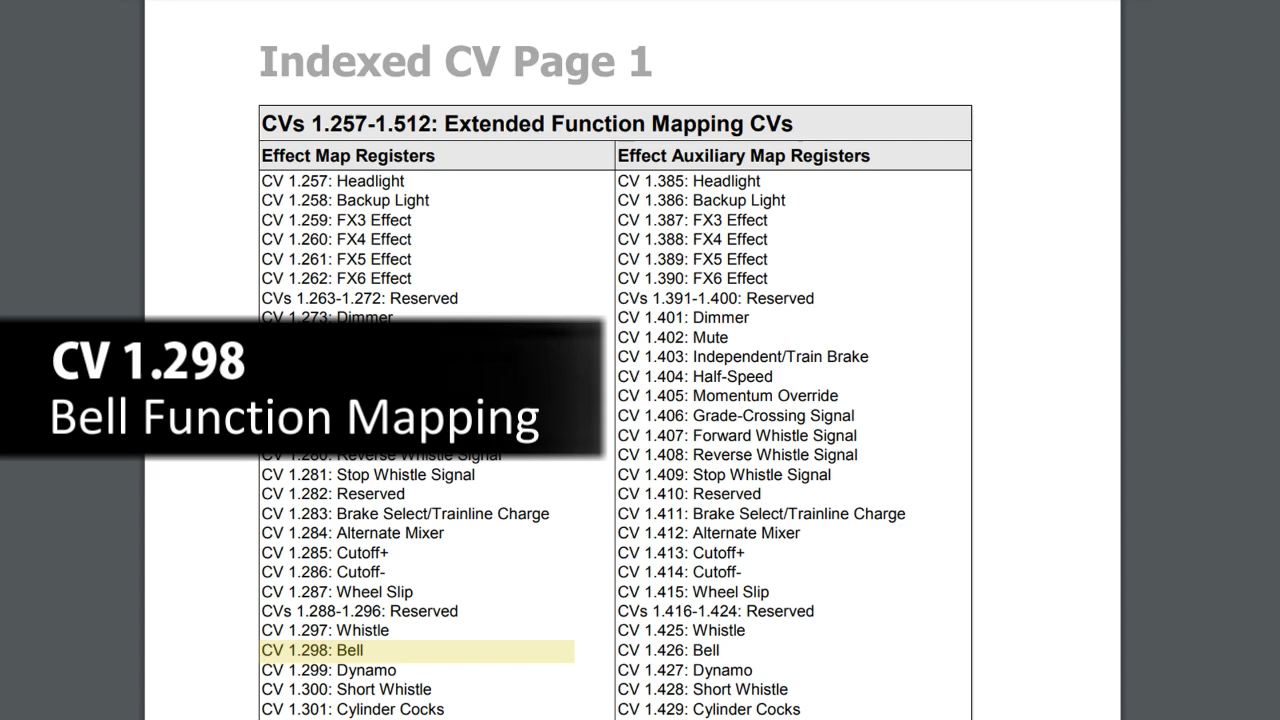 Indexed CV Page 1
CVs 1.257-1.512: Extended Function Mapping CVs
Effect Map Registers
CV 1.257: Headlight
CV 1.258: Backup Light
CV 1.259: FX3 Effect
CV 1.260: FX4 Effect
CV 1.261: FX5 Effect
CV 1.262: FX6 Effect
CVs 1.263-1.272: Reserved
CV 1.273: Dimmer
CV 1.298
Bell Function Mapping
CV 1.280: Reverse Whistle Signal
CV 1.281: Stop Whistle Signal
CV 1.282: Reserved
CV 1.283: Brake Select/Trainline Charge
CV 1.284: Alternate Mixer
CV 1.285: Cutoff+
CV 1.286: Cutoff-
CV 1.287: Wheel Slip
CVs 1.288-1.296: Reserved
CV 1.297: Whistle
CV 1.298: Bell
CV 1.299: Dynamo
CV 1.300: Short Whistle
CV 1.301: Cylinder Cocks
Effect Auxiliary Map Registers
CV 1.385: Headlight
CV 1.386: Backup Light
CV 1.387: FX3 Effect
CV 1.388: FX4 Effect
CV 1.389: FX5 Effect
CV 1.390: FX6 Effect
CVs 1.391-1.400: Reserved
CV 1.401: Dimmer
CV 1.402: Mute
CV 1.403: Independent/Train Brake
CV 1.404: Half-Speed
CV 1.405: Momentum Override
CV 1.406: Grade-Crossing Signal
CV 1.407: Forward Whistle Signal
CV 1.408: Reverse Whistle Signal
CV 1.409: Stop Whistle Signal
CV 1.410: Reserved
CV 1.411: Brake Select/Trainline Charge
CV 1.412: Alternate Mixer
CV 1.413: Cutoff+
CV 1.414: Cutoff-
CV 1.415: Wheel Slip
CVs 1.416-1.424: Reserved
CV 1.425: Whistle
CV 1.426: Bell
CV 1.427: Dynamo
CV 1.428: Short Whistle
CV 1.429: Cylinder Cocks